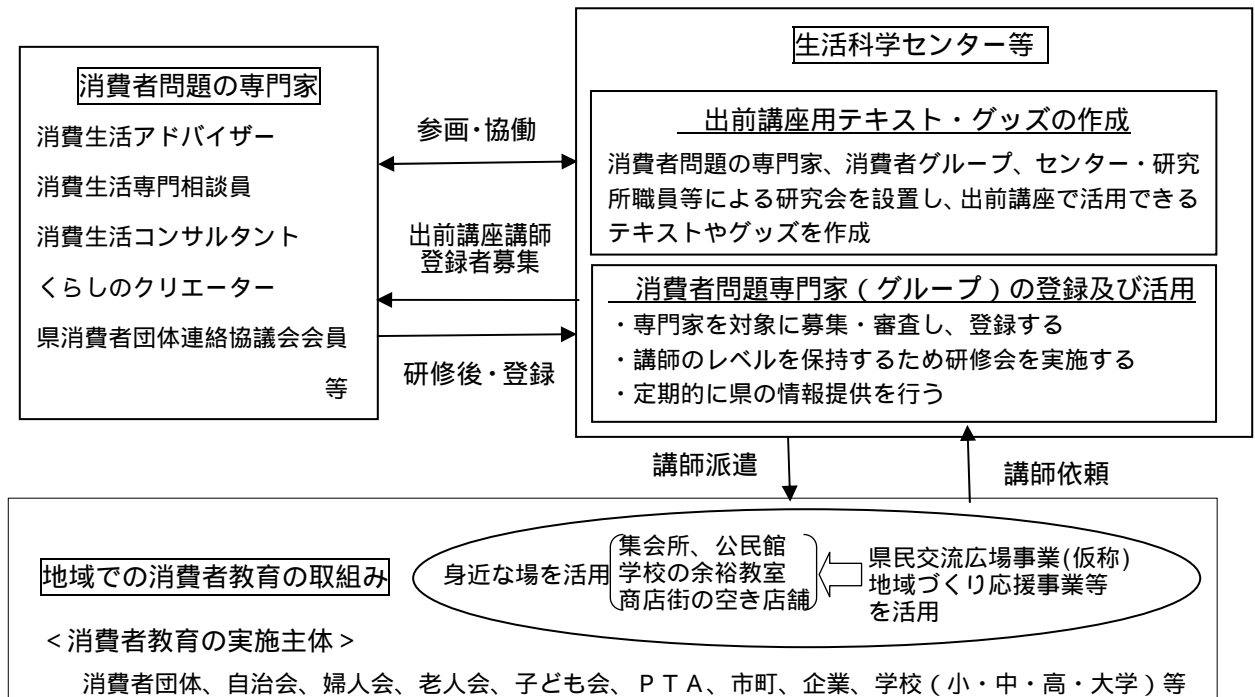 消費者問題の専門家
消費生活アドバイザー
消費生活専門相談員
消費生活コンサルタント
くらしのクリエーター
県消費者団体連絡協議会会員
等
参画・協働
出前講座講師
登録者募集
研修後・登録
生活科学センター等
出前講座用テキスト・グッズの作成
消費者問題の専門家、消費者グループ、センター・研究
所職員等による研究会を設置し、出前講座で活用できる
テキストやグッズを作成
消費者問題専門家(グループ)の登録及び活用
・専門家を対象に募集・審査し、登録する
・講師のレベルを保持するため研修会を実施する
・定期的に県の情報提供を行う
講師派遣
講師依頼
地域での消費者教育の取組み
身近な場を活用
集会所、公民館
学校の余裕教室
商店街の空き店舗
県民交流広場事業(仮称)
地域づくり応援事業等
を活用
<消費者教育の実施主体>
消費者団体、自治会、婦人会、老人会、子ども会、PTA、市町、企業、学校(小・中・高・大学)等